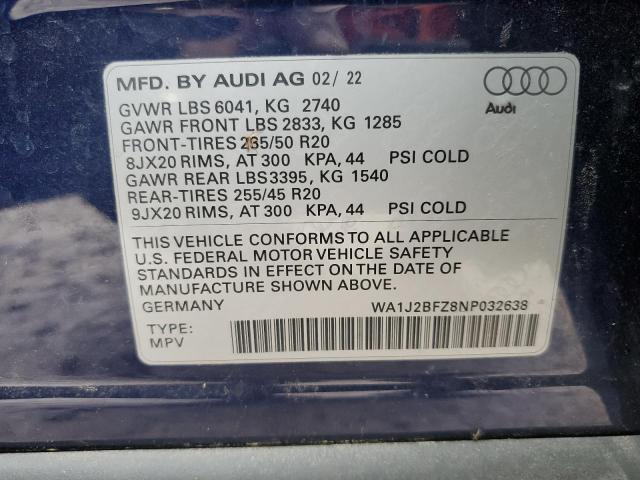 MFD. BY AUDI AG 02/ 22
GVWR LBS 6041, KG 2740
GAWR FRONT LBS 2833, KG 1285
FRONT-TIRES 235/50 R20
8JX20 RIMS, AT 300 KPA, 44 PSI COLD
GAWR REAR LBS3395, KG 1540
REAR-TIRES 255/45 R20
9JX20 RIMS, AT 300 KPA, 44 PSI COLD
Audi
THIS VEHICLE CONFORMS TO ALL APPLICABLE
U.S. FEDERAL MOTOR VEHICLE SAFETY
STANDARDS IN EFFECT ON THE DATE OF
MANUFACTURE SHOWN ABOVE.
GERMANY WA1J2BFZ8NP032638
TYPE:
MPV